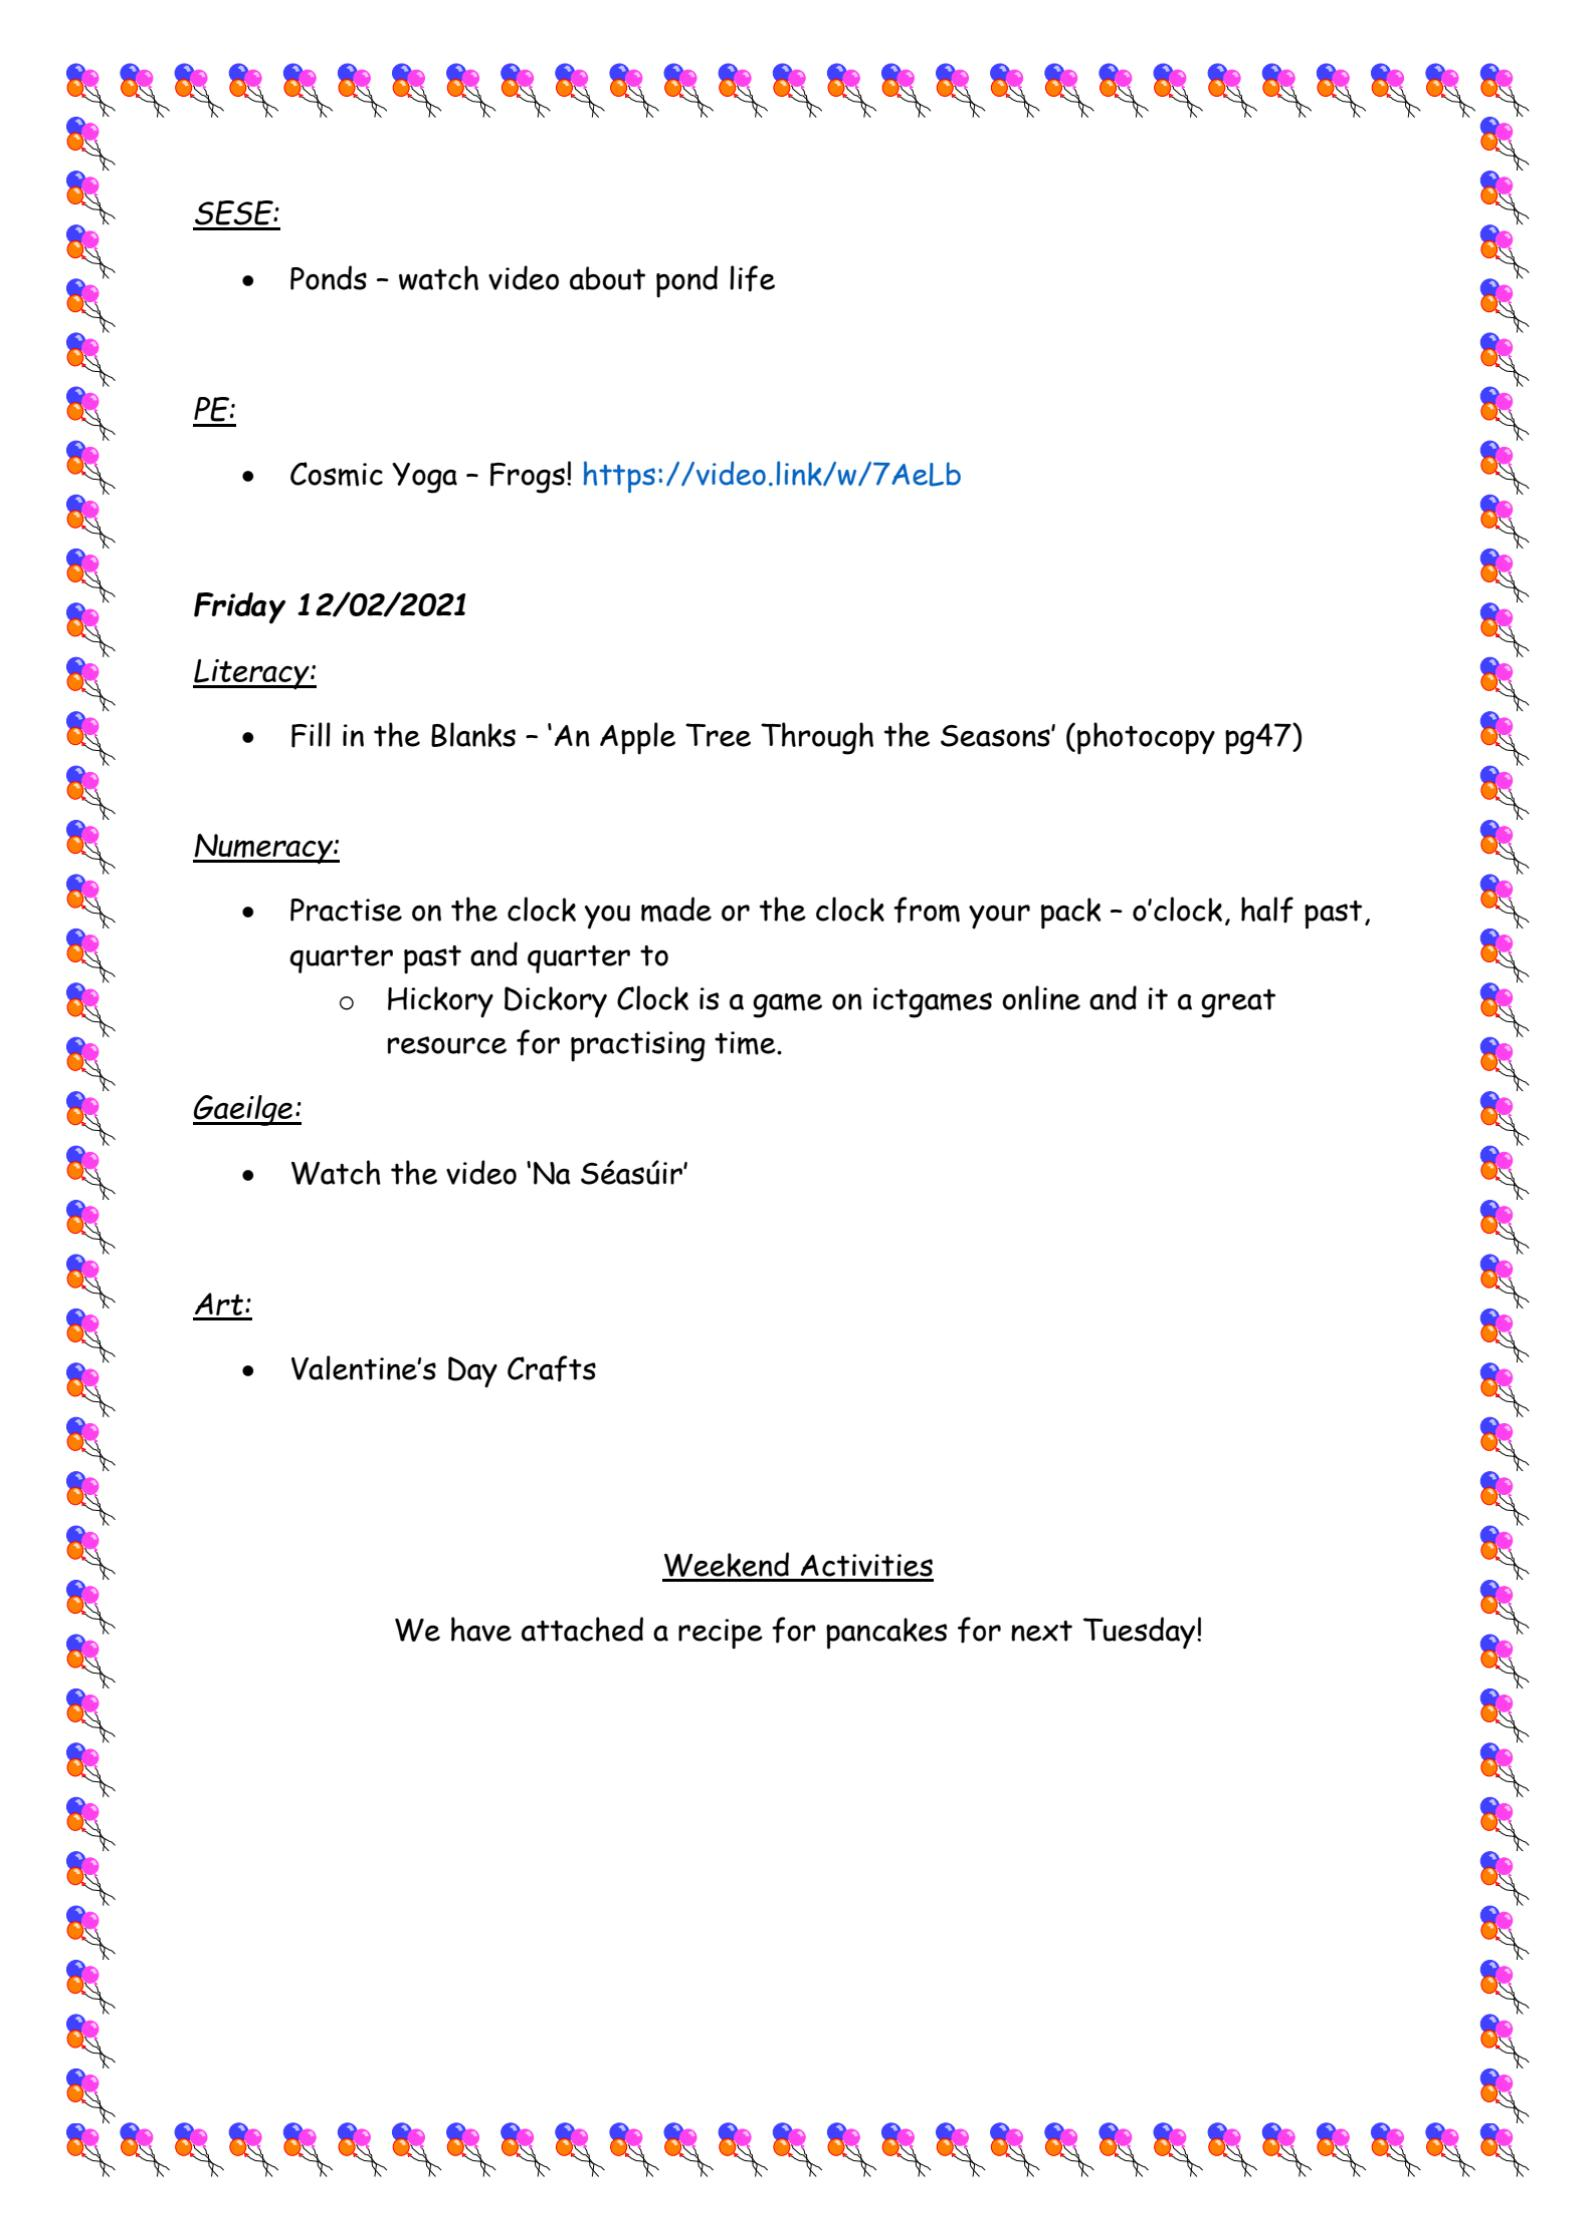 SESE:
• Ponds – watch video about pond life
PE:
• Cosmic Yoga – Frogs! https://video.link/w/7AeLb
Friday 12/02/2021
Literacy:
• Fill in the Blanks – ‘An Apple Tree Through the Seasons’ (photocopy pg47)
Numeracy:
• Practise on the clock you made or the clock from your pack – o’clock, half past,
quarter past and quarter to
o Hickory Dickory Clock is a game on ictgames online and it a great
resource for practising time.
Gaeilge:
• Watch the video ‘Na Séasúir’
Art:
• Valentine’s Day Crafts
Weekend Activities
We have attached a recipe for pancakes for next Tuesday!